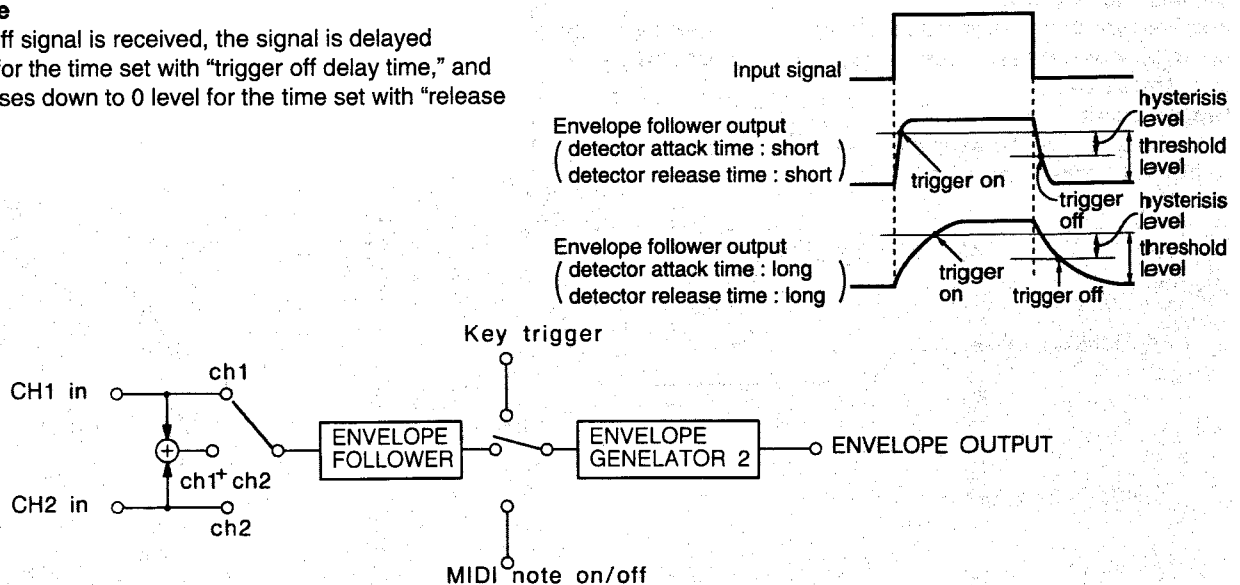 e
ff signal is received, the signal is delayed
for the time set with “trigger off delay time,” and
ses down to 0 level for the time set with “release
Input signal
Envelope follower output
( detector attack time : short
detector release time : short )
trigger on
trigger
off
hysterisis
level
threshold
level
Envelope follower output
( detector attack time : long
detector release time : long )
trigger
on
trigger off
hysterisis
level
threshold
level
Key trigger
CH1 in
ch1
ch1+ ch2
CH2 in
ch2
ENVELOPE
FOLLOWER
ENVELOPE
GENELATOR 2
ENVELOPE OUTPUT
MIDI note on/off